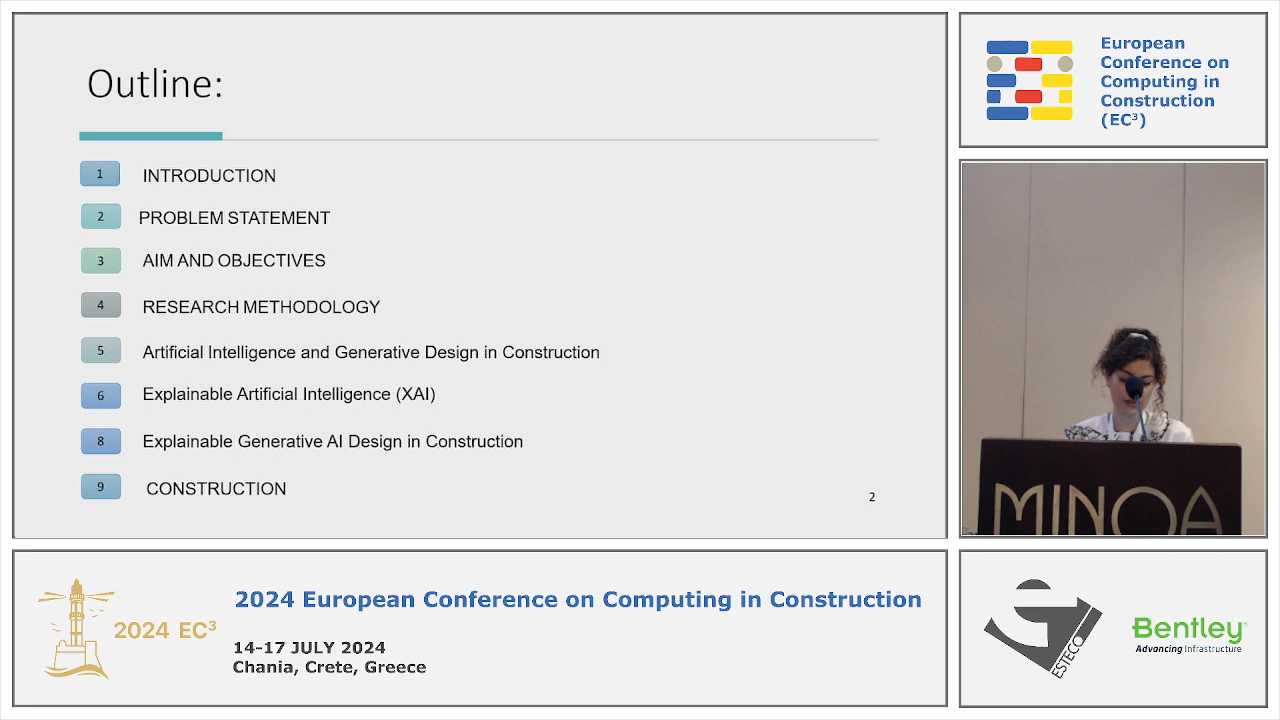 Outline:
1 INTRODUCTION
2 PROBLEM STATEMENT
3 AIM AND OBJECTIVES
4 RESEARCH METHODOLOGY
5 Artificial Intelligence and Generative Design in Construction
6 Explainable Artificial Intelligence (XAI)
8 Explainable Generative AI Design in Construction
9 CONSTRUCTION
2
European
Conference on
Computing in
Construction
(EC³)
MINOA
2024 EC³
2024 European Conference on Computing in Construction
14-17 JULY 2024
Chania, Crete, Greece
ESTECO
Bentley®
Advancing Infrastructure